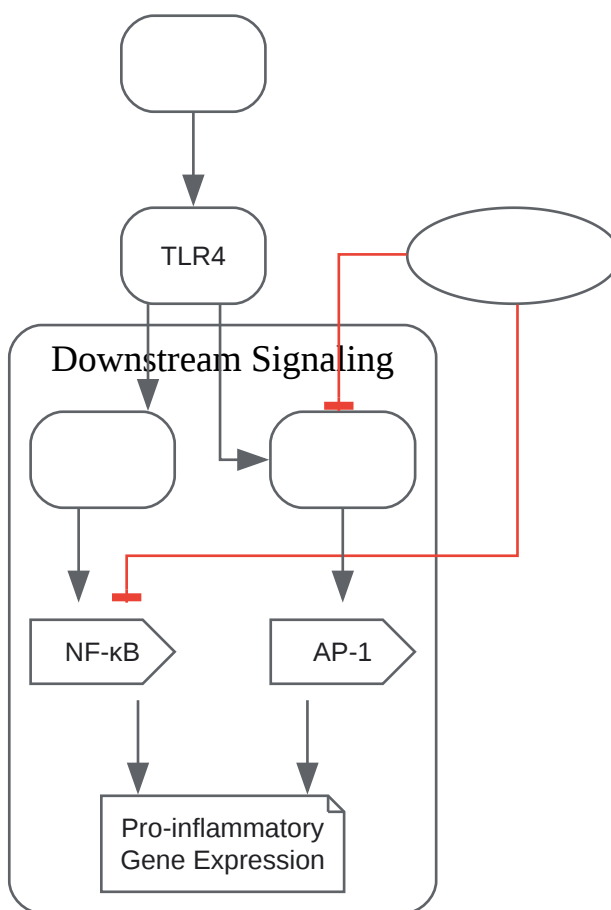 TLR4
Downstream Signaling
NF-κB
AP-1
Pro-inflammatory
Gene Expression